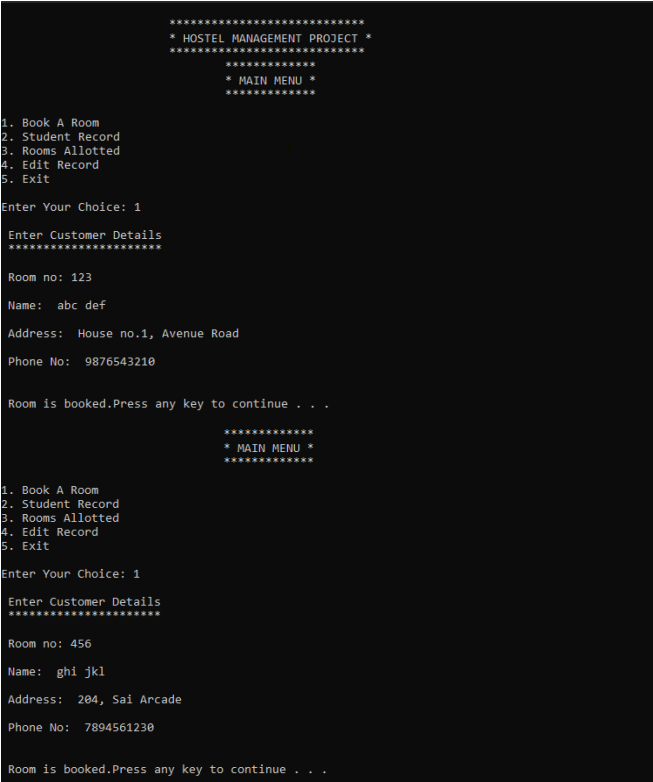 ****************************
* HOSTEL MANAGEMENT PROJECT *
****************************
*************
* MAIN MENU *
*************
1. Book A Room
2. Student Record
3. Rooms Allotted
4. Edit Record
5. Exit
Enter Your Choice: 1
Enter Customer Details
**********************
Room no: 123
Name:  abc def
Address:  House no.1, Avenue Road
Phone No:  9876543210
Room is booked.Press any key to continue . . .
*************
* MAIN MENU *
*************
1. Book A Room
2. Student Record
3. Rooms Allotted
4. Edit Record
5. Exit
Enter Your Choice: 1
Enter Customer Details
**********************
Room no: 456
Name:  ghi jkl
Address:  204, Sai Arcade
Phone No:  7894561230
Room is booked.Press any key to continue . . .